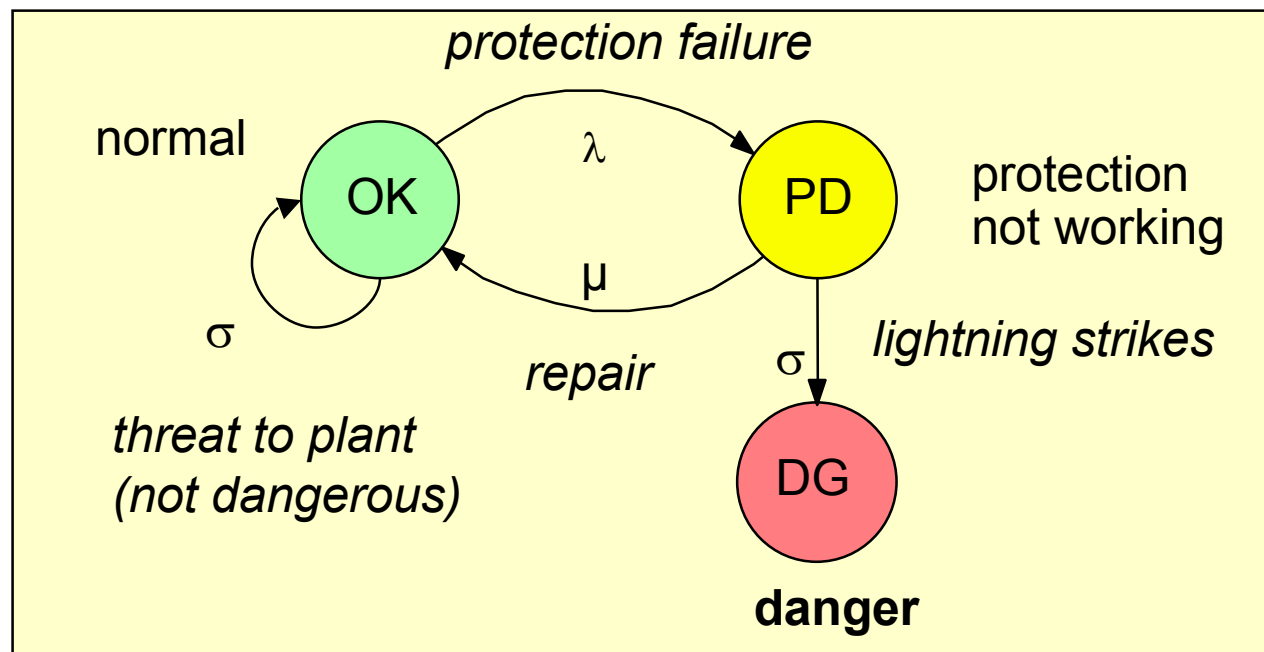 protection failure
normal
λ
OK
PD
protection
not working
μ
σ
repair
σ
lightning strikes
threat to plant
(not dangerous)
DG
danger